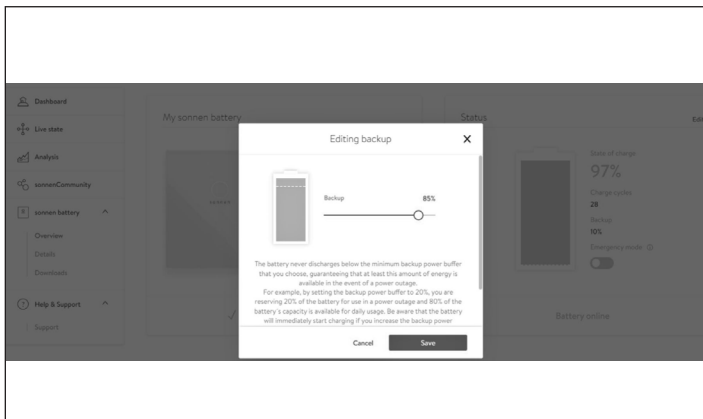 Dashboard
Live state
Analysis
sonnenCommunity
sonnen battery
Overview
Details
Downloads
Help & Support
Support
My sonnen battery
Editing backup
X
Backup 85%
The battery never discharges below the minimum backup power buffer
that you choose, guaranteeing that at least this amount of energy is
available in the event of a power outage.
For example, by setting the backup power buffer to 20%, you are
reserving 20% of the battery for use in a power outage and 80% of the
battery's capacity is available for daily usage. Be aware that the battery
will immediately start charging if you increase the backup power
Cancel Save
Status
Edit
State of charge
97%
Charge cycles
28
Backup
10%
Emergency mode
Battery online